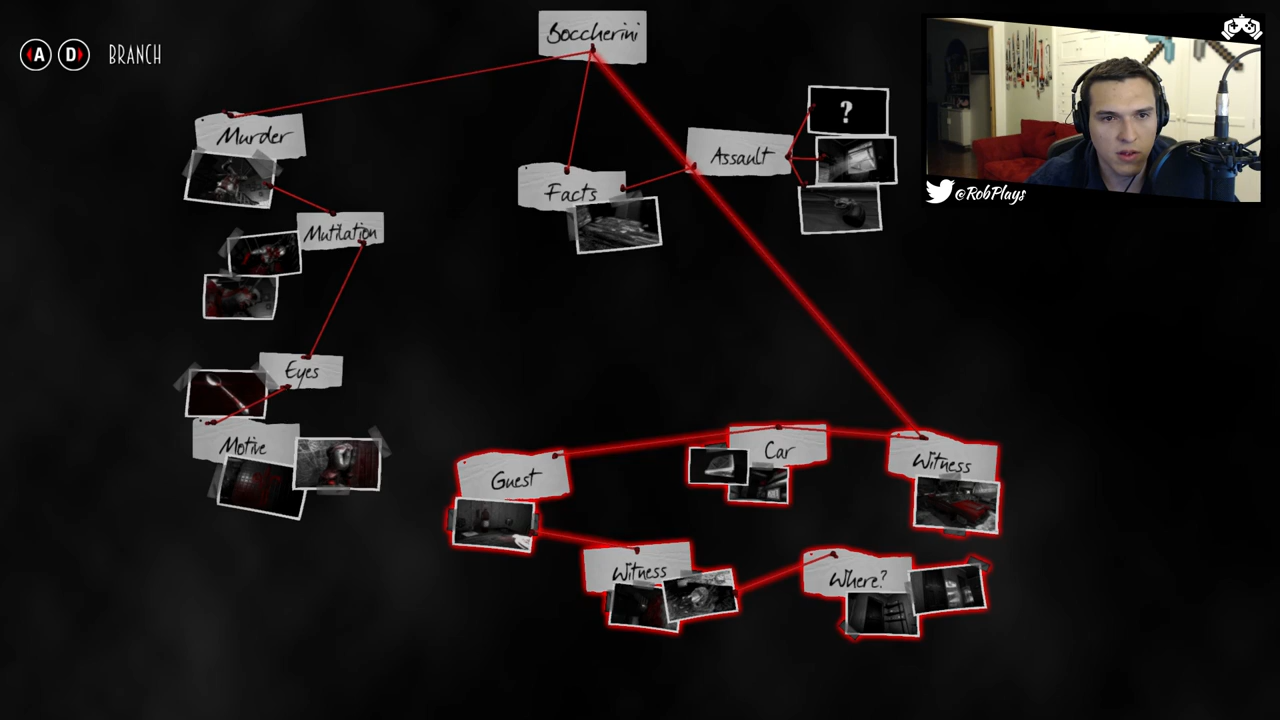 A D BRANCH
Boccherini
Murder
Mutilation
Eyes
Motive
Facts
Assault
?
Guest
Car
Witness
Witness
Where?
@RobPlays